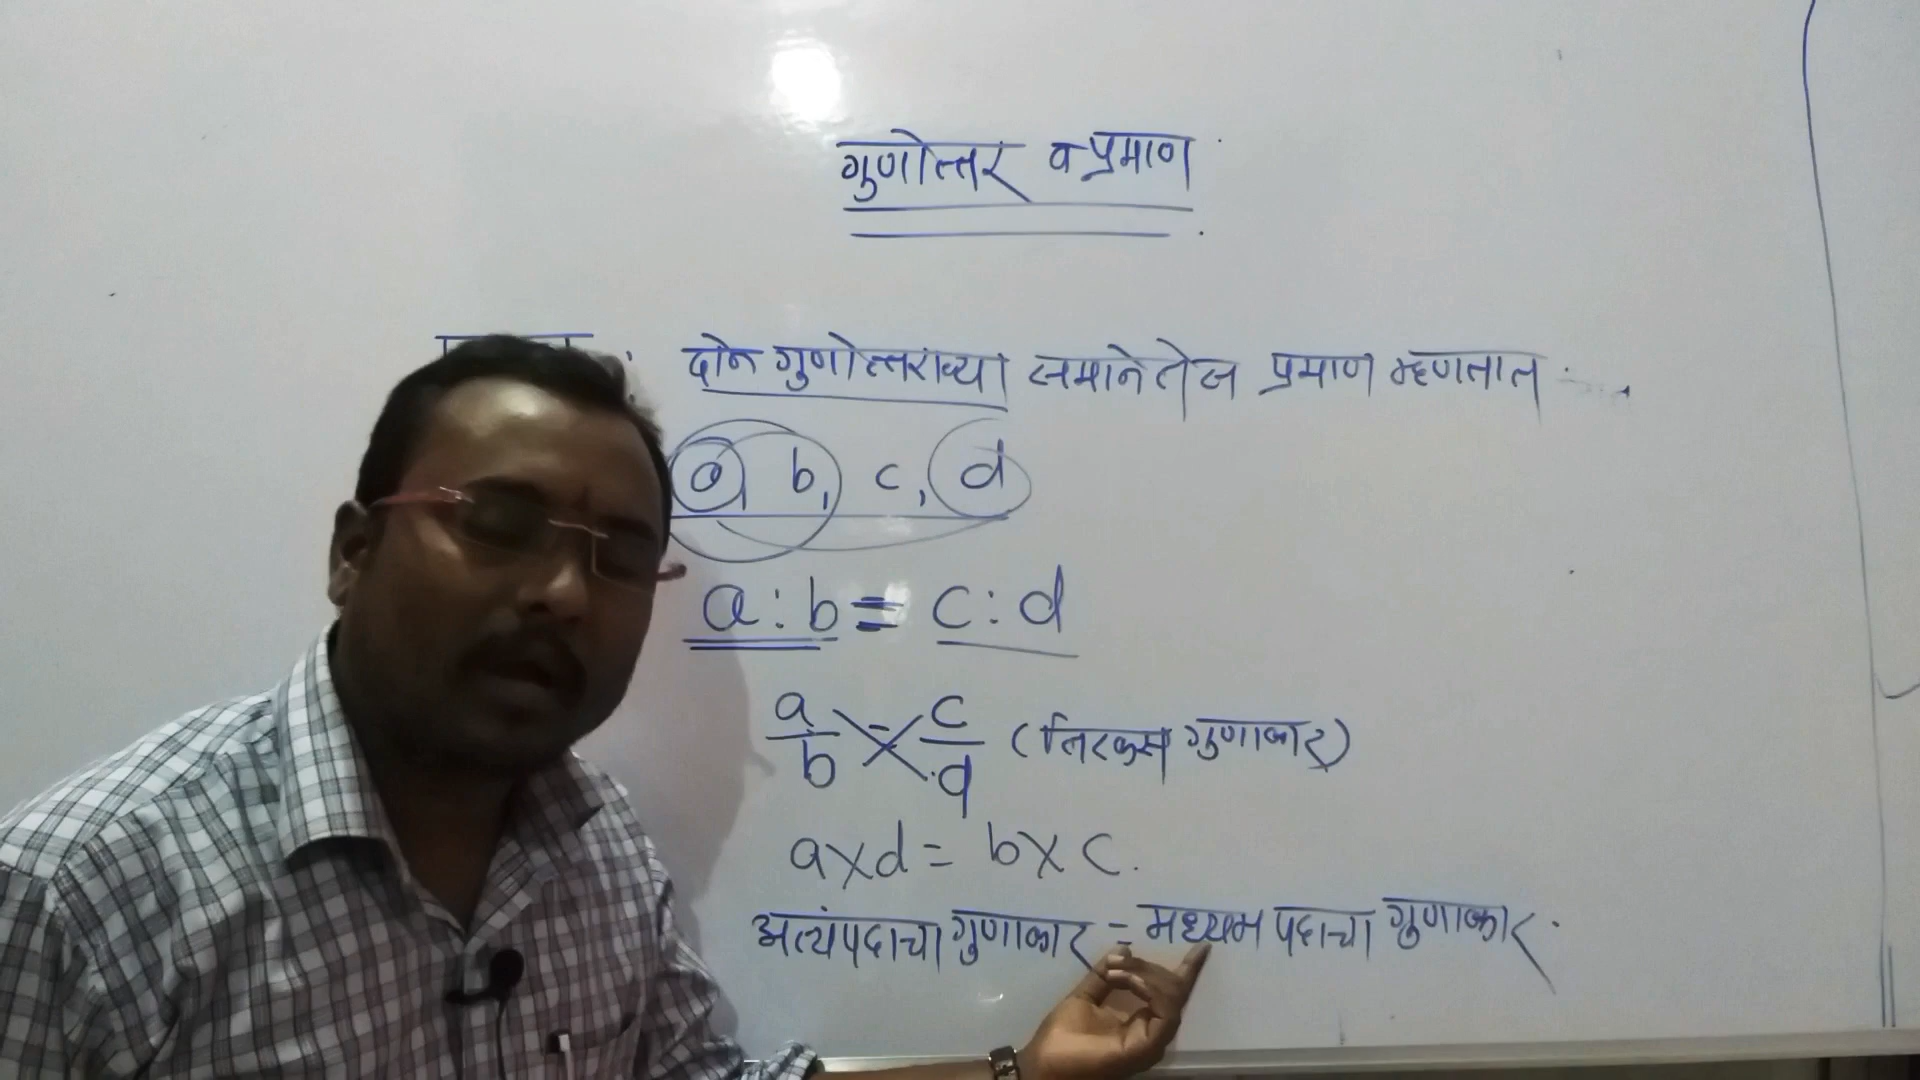 गुणोत्तर व प्रमाण
: दोन गुणोत्तराच्या समानतेज प्रमाण म्हणतात.
a, b, c, d
a : b = c : d
a/b = c/d (तिरकस गुणाकार)
a x d = b x c.
अत्यंपदाचा गुणाकार = मध्यम पदाचा गुणाकार.